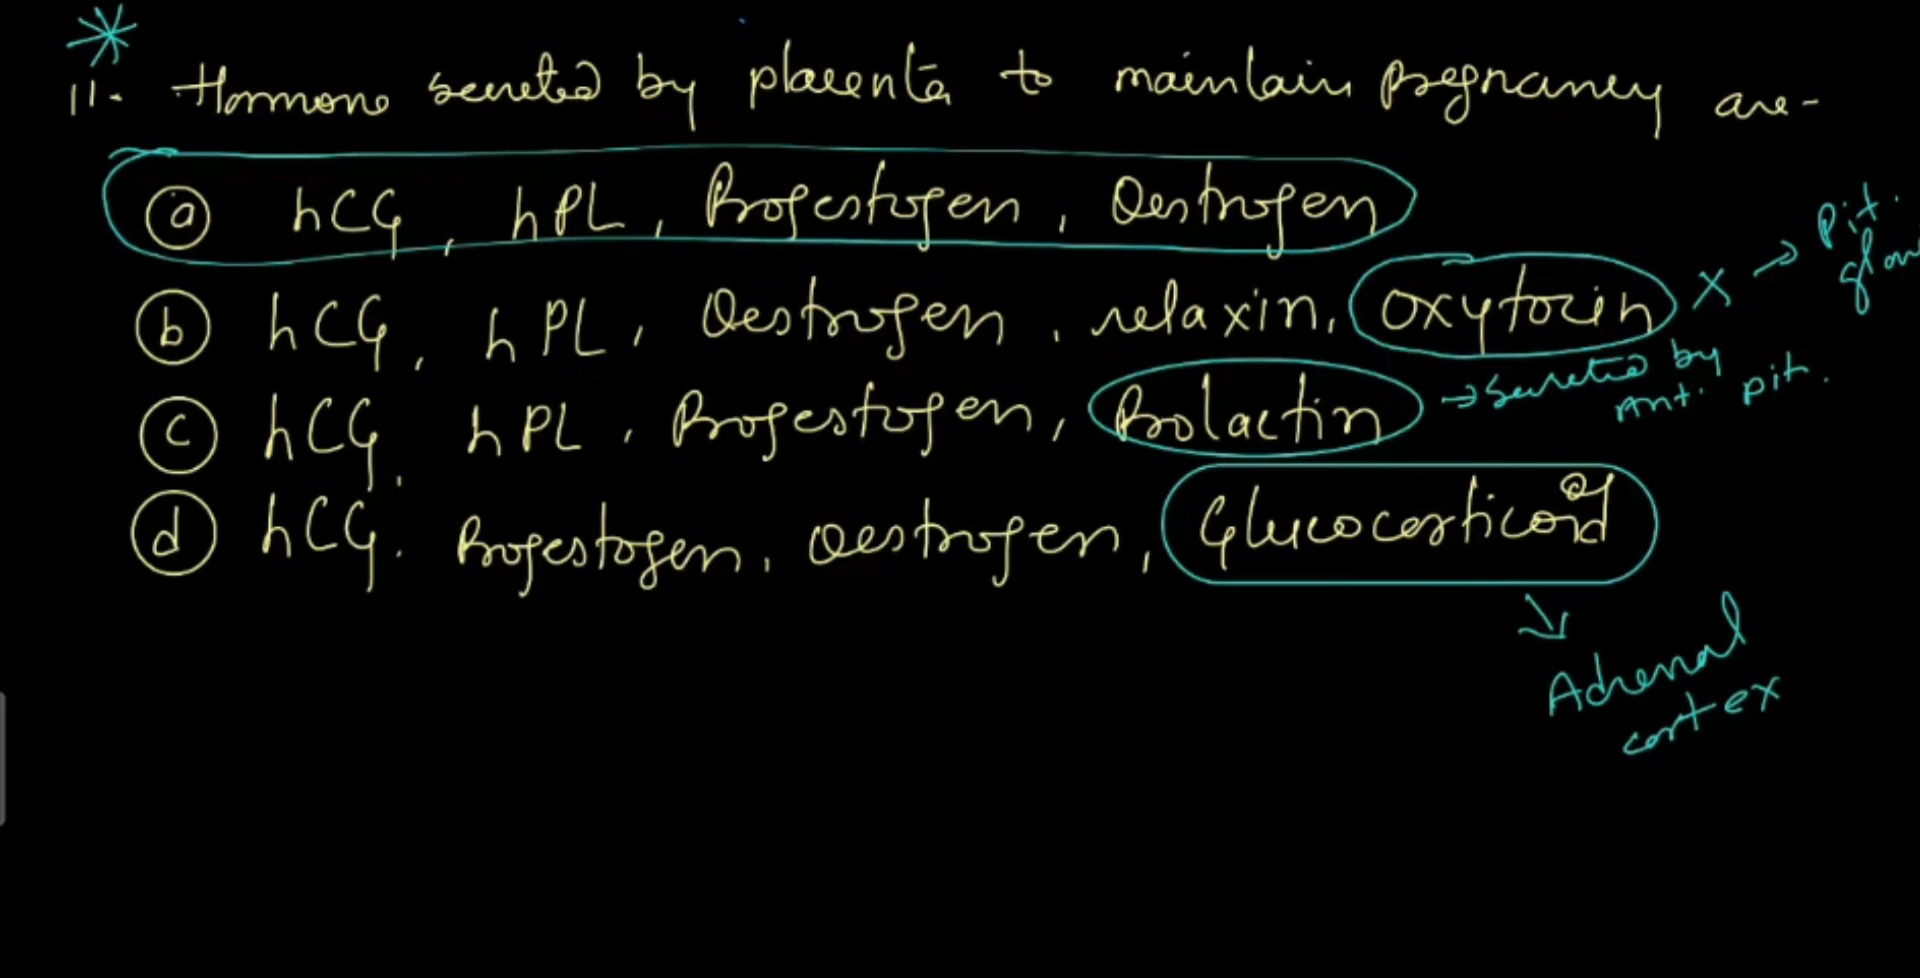 11. Hormone secreted by placenta to maintain pregnancy are-
(a) hCG, hPL, Progestogen, Oestrogen
(b) hCG, hPL, Oestrogen, relaxin, oxytocin X → Pit.
(c) hCG, hPL, Progestogen, Prolactin → Secreted by Ant. pit.
(d) hCG. Progestogen, oestrogen, Glucocorticoid
Adrenal
cortex